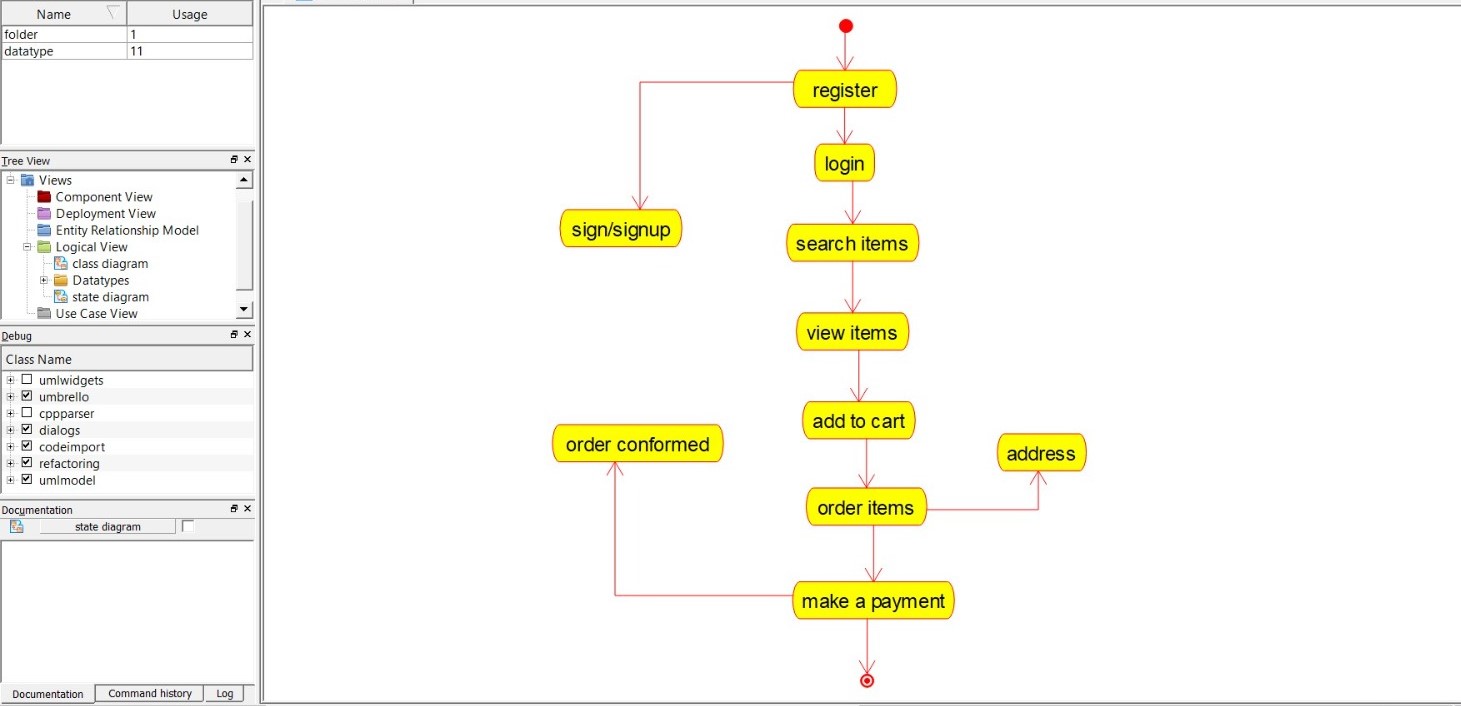 Name Usage
folder 1
datatype 11
Tree View
Views
Component View
Deployment View
Entity Relationship Model
Logical View
class diagram
Datatypes
state diagram
Use Case View
Debug
Class Name
umlwidgets
umbrello
cppparser
dialogs
codeimport
refactoring
umlmodel
Documentation
state diagram
Documentation Command history Log
register
login
sign/signup
search items
view items
add to cart
order conformed
address
order items
make a payment